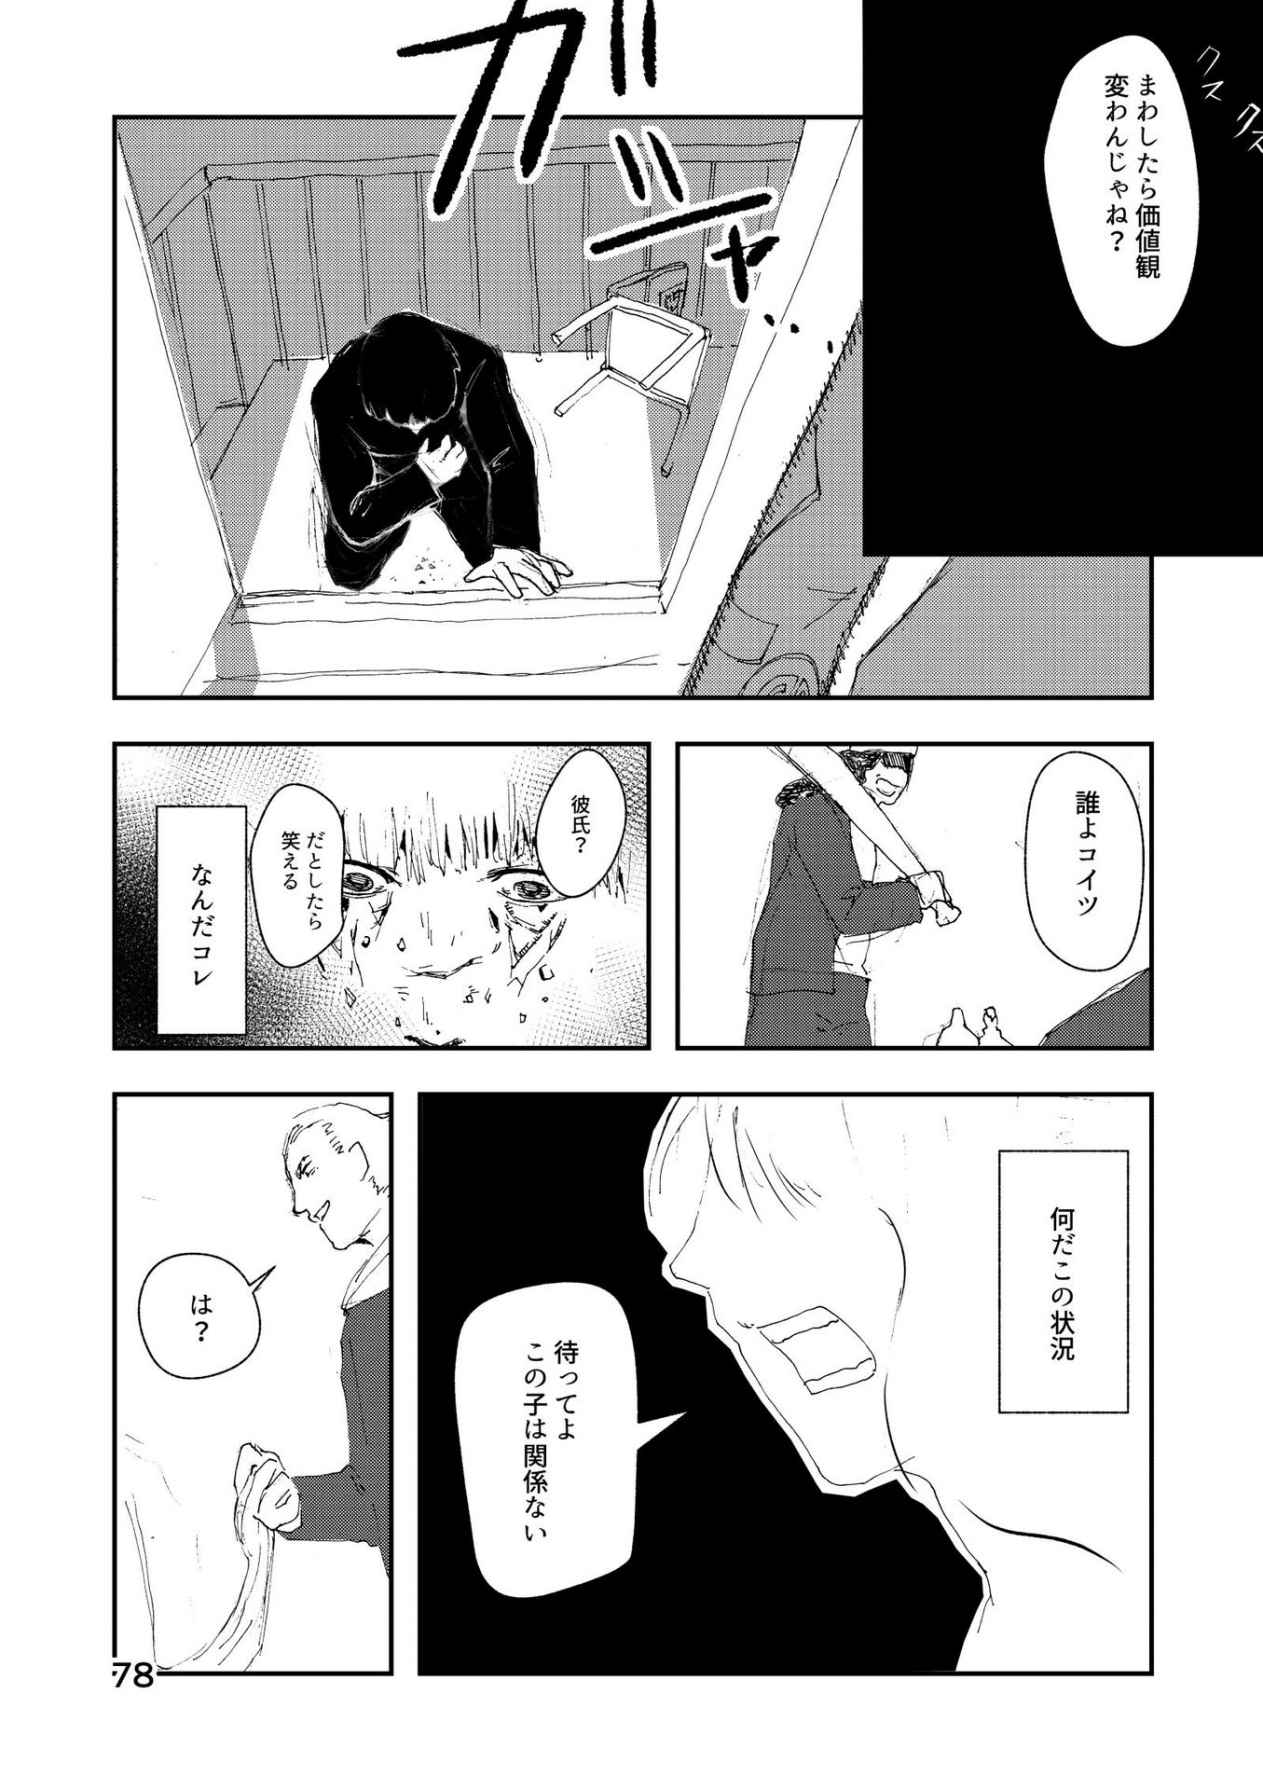 クスクス
まわしたら価値観
変わんじゃね？
ガシャ…
誰よコイツ
彼氏？
だとしたら
笑える
なんだコレ
何だこの状況
待ってよ
この子は関係ない
は？
78